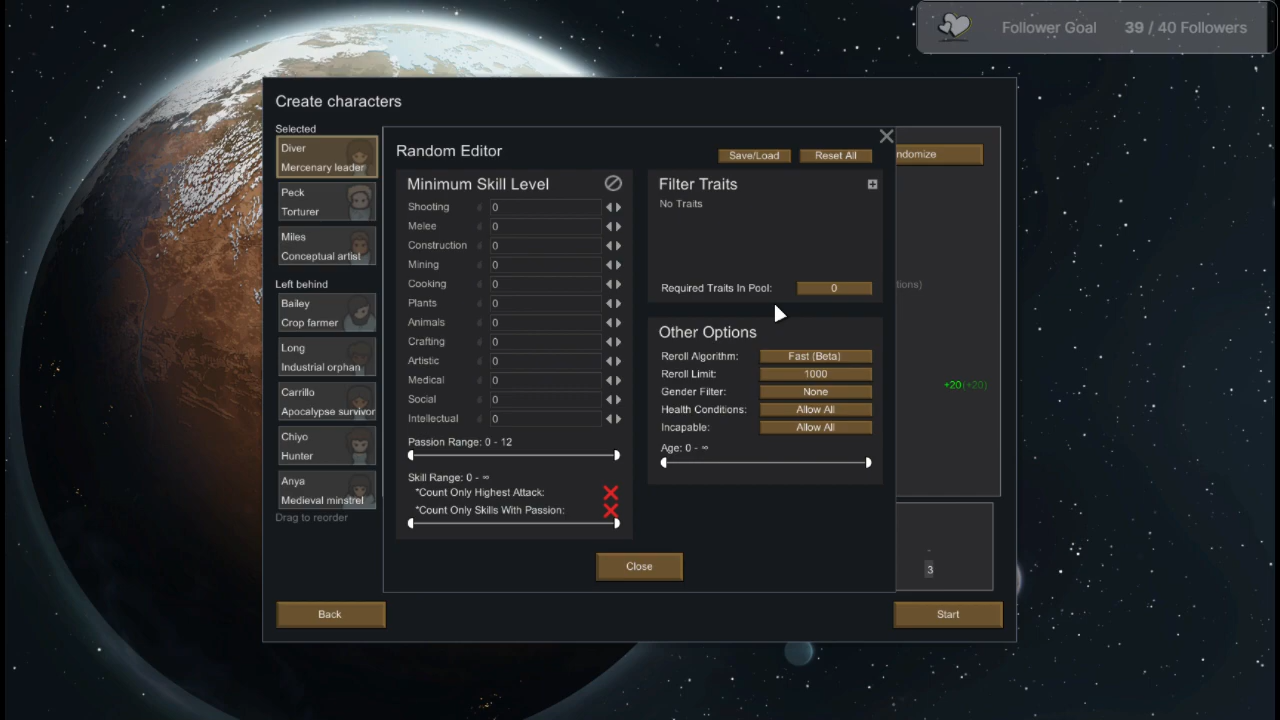 Follower Goal 39 / 40 Followers
Create characters
Selected
Diver
Mercenary leader
Peck
Torturer
Miles
Conceptual artist
Left behind
Bailey
Crop farmer
Long
Industrial orphan
Carrillo
Apocalypse survivor
Chiyo
Hunter
Anya
Medieval minstrel
Drag to reorder
Random Editor
Save/Load
Reset All
ndomize
Minimum Skill Level
Shooting 0
Melee 0
Construction 0
Mining 0
Cooking 0
Plants 0
Animals 0
Crafting 0
Artistic 0
Medical 0
Social 0
Intellectual 0
Passion Range: 0 - 12
Skill Range: 0 - ∞
*Count Only Highest Attack:
*Count Only Skills With Passion:
Filter Traits
No Traits
Required Traits In Pool: 0
Other Options
Reroll Algorithm: Fast (Beta)
Reroll Limit: 1000
Gender Filter: None
Health Conditions: Allow All
Incapable: Allow All
Age: 0 - ∞
tions)
+20(+20)
-
3
Close
Back
Start